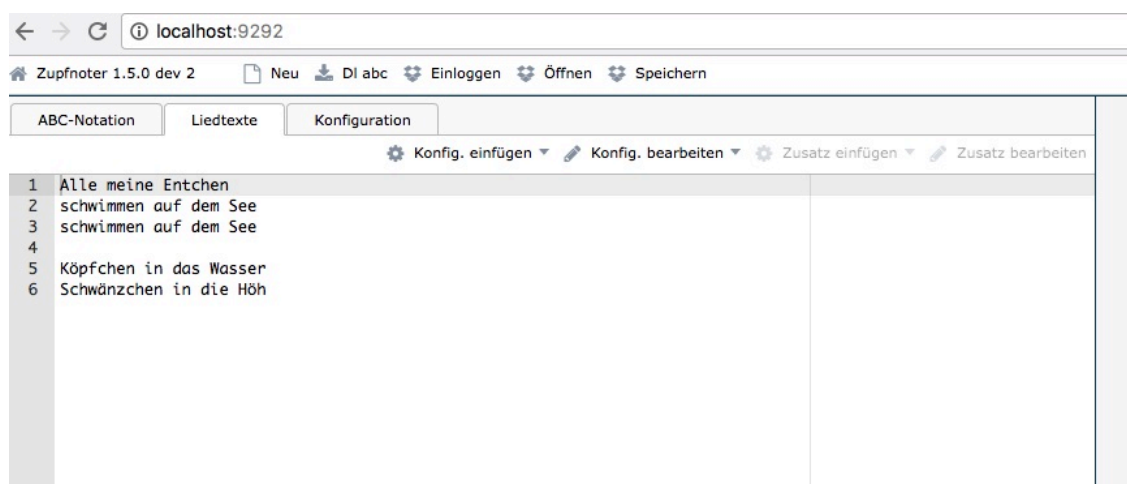 localhost:9292
Zupfnoter 1.5.0 dev 2 Neu Dl abc Einloggen Öffnen Speichern
ABC-Notation Liedtexte Konfiguration
Konfig. einfügen Konfig. bearbeiten Zusatz einfügen Zusatz bearbeiten
1 Alle meine Entchen
2 schwimmen auf dem See
3 schwimmen auf dem See
4
5 Köpfchen in das Wasser
6 Schwänzchen in die Höh